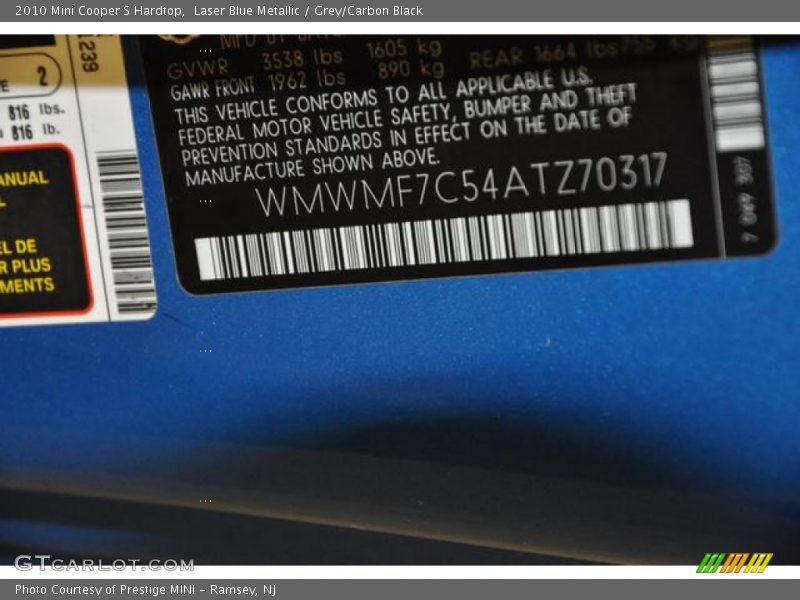 2010 Mini Cooper S Hardtop, Laser Blue Metallic / Grey/Carbon Black
1239
2
816 lbs.
816 lb.
ANUAL
EL DE
R PLUS
MENTS
GVWR 3538 lbs 1605 kg
GAWR FRONT 1962 lbs 890 kg REAR 1664 lbs 755 kg
THIS VEHICLE CONFORMS TO ALL APPLICABLE U.S.
FEDERAL MOTOR VEHICLE SAFETY, BUMPER AND THEFT
PREVENTION STANDARDS IN EFFECT ON THE DATE OF
MANUFACTURE SHOWN ABOVE.
WMWMF7C54ATZ70317
GTcarlot.com
Photo Courtesy of Prestige MINI - Ramsey, NJ